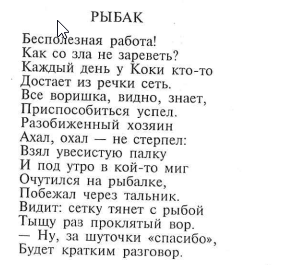 РЫБАК
Бесполезная работа!
Как со зла не зареветь?
Каждый день у Коки кто-то
Достает из речки сеть.
Все воришка, видно, знает,
Приспособиться успел.
Разобиженный хозяин
Ахал, охал — не стерпел:
Взял увесистую палку
И под утро в кой-то миг
Очутился на рыбалке,
Побежал через тальник.
Видит: сетку тянет с рыбой
Тыщу раз проклятый вор.
— Ну, за шуточки «спасибо»,
Будет кратким разговор.